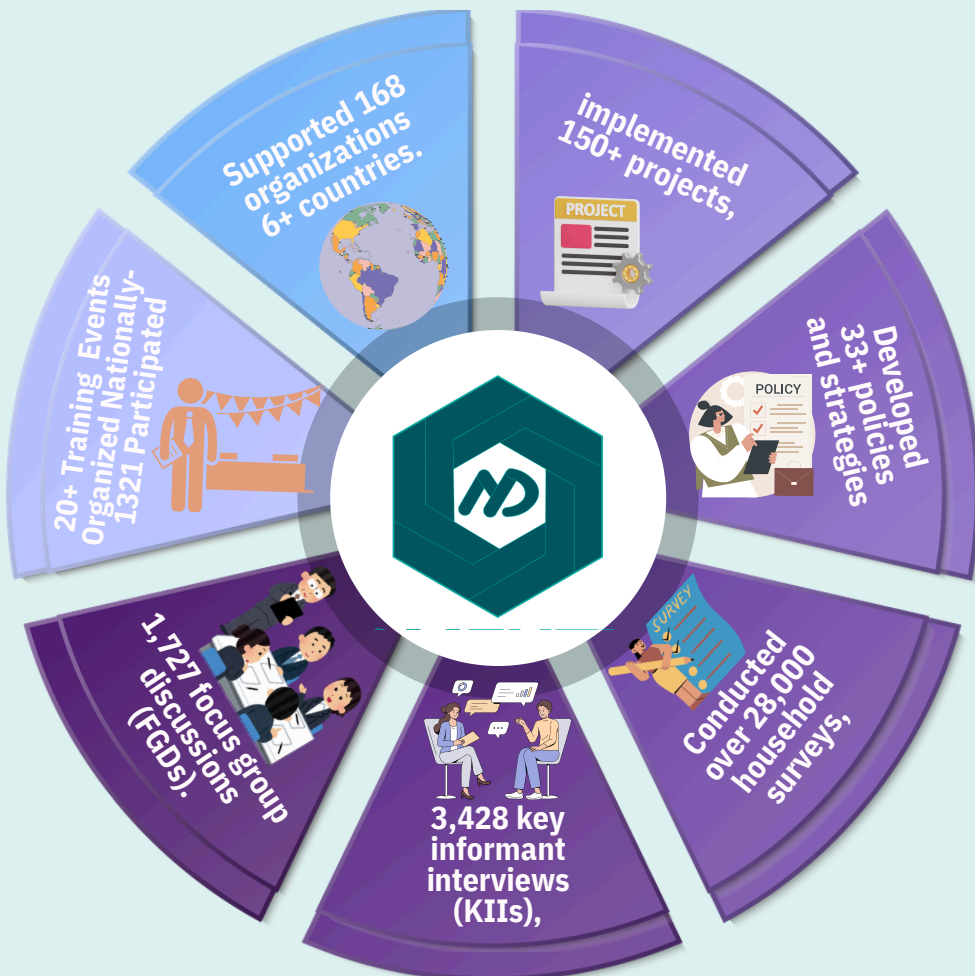 Supported 168
organizations
6+ countries.
implemented
150+ projects,
PROJECT
Developed
33+ policies
and strategies
POLICY
SURVEY
Conducted
over 28,000
household
surveys,
3,428 key
informant
interviews
(KIIs),
1,727 focus group
discussions
(FGDs).
20+ Training Events
Organized Nationally-
1321 Participated
MD